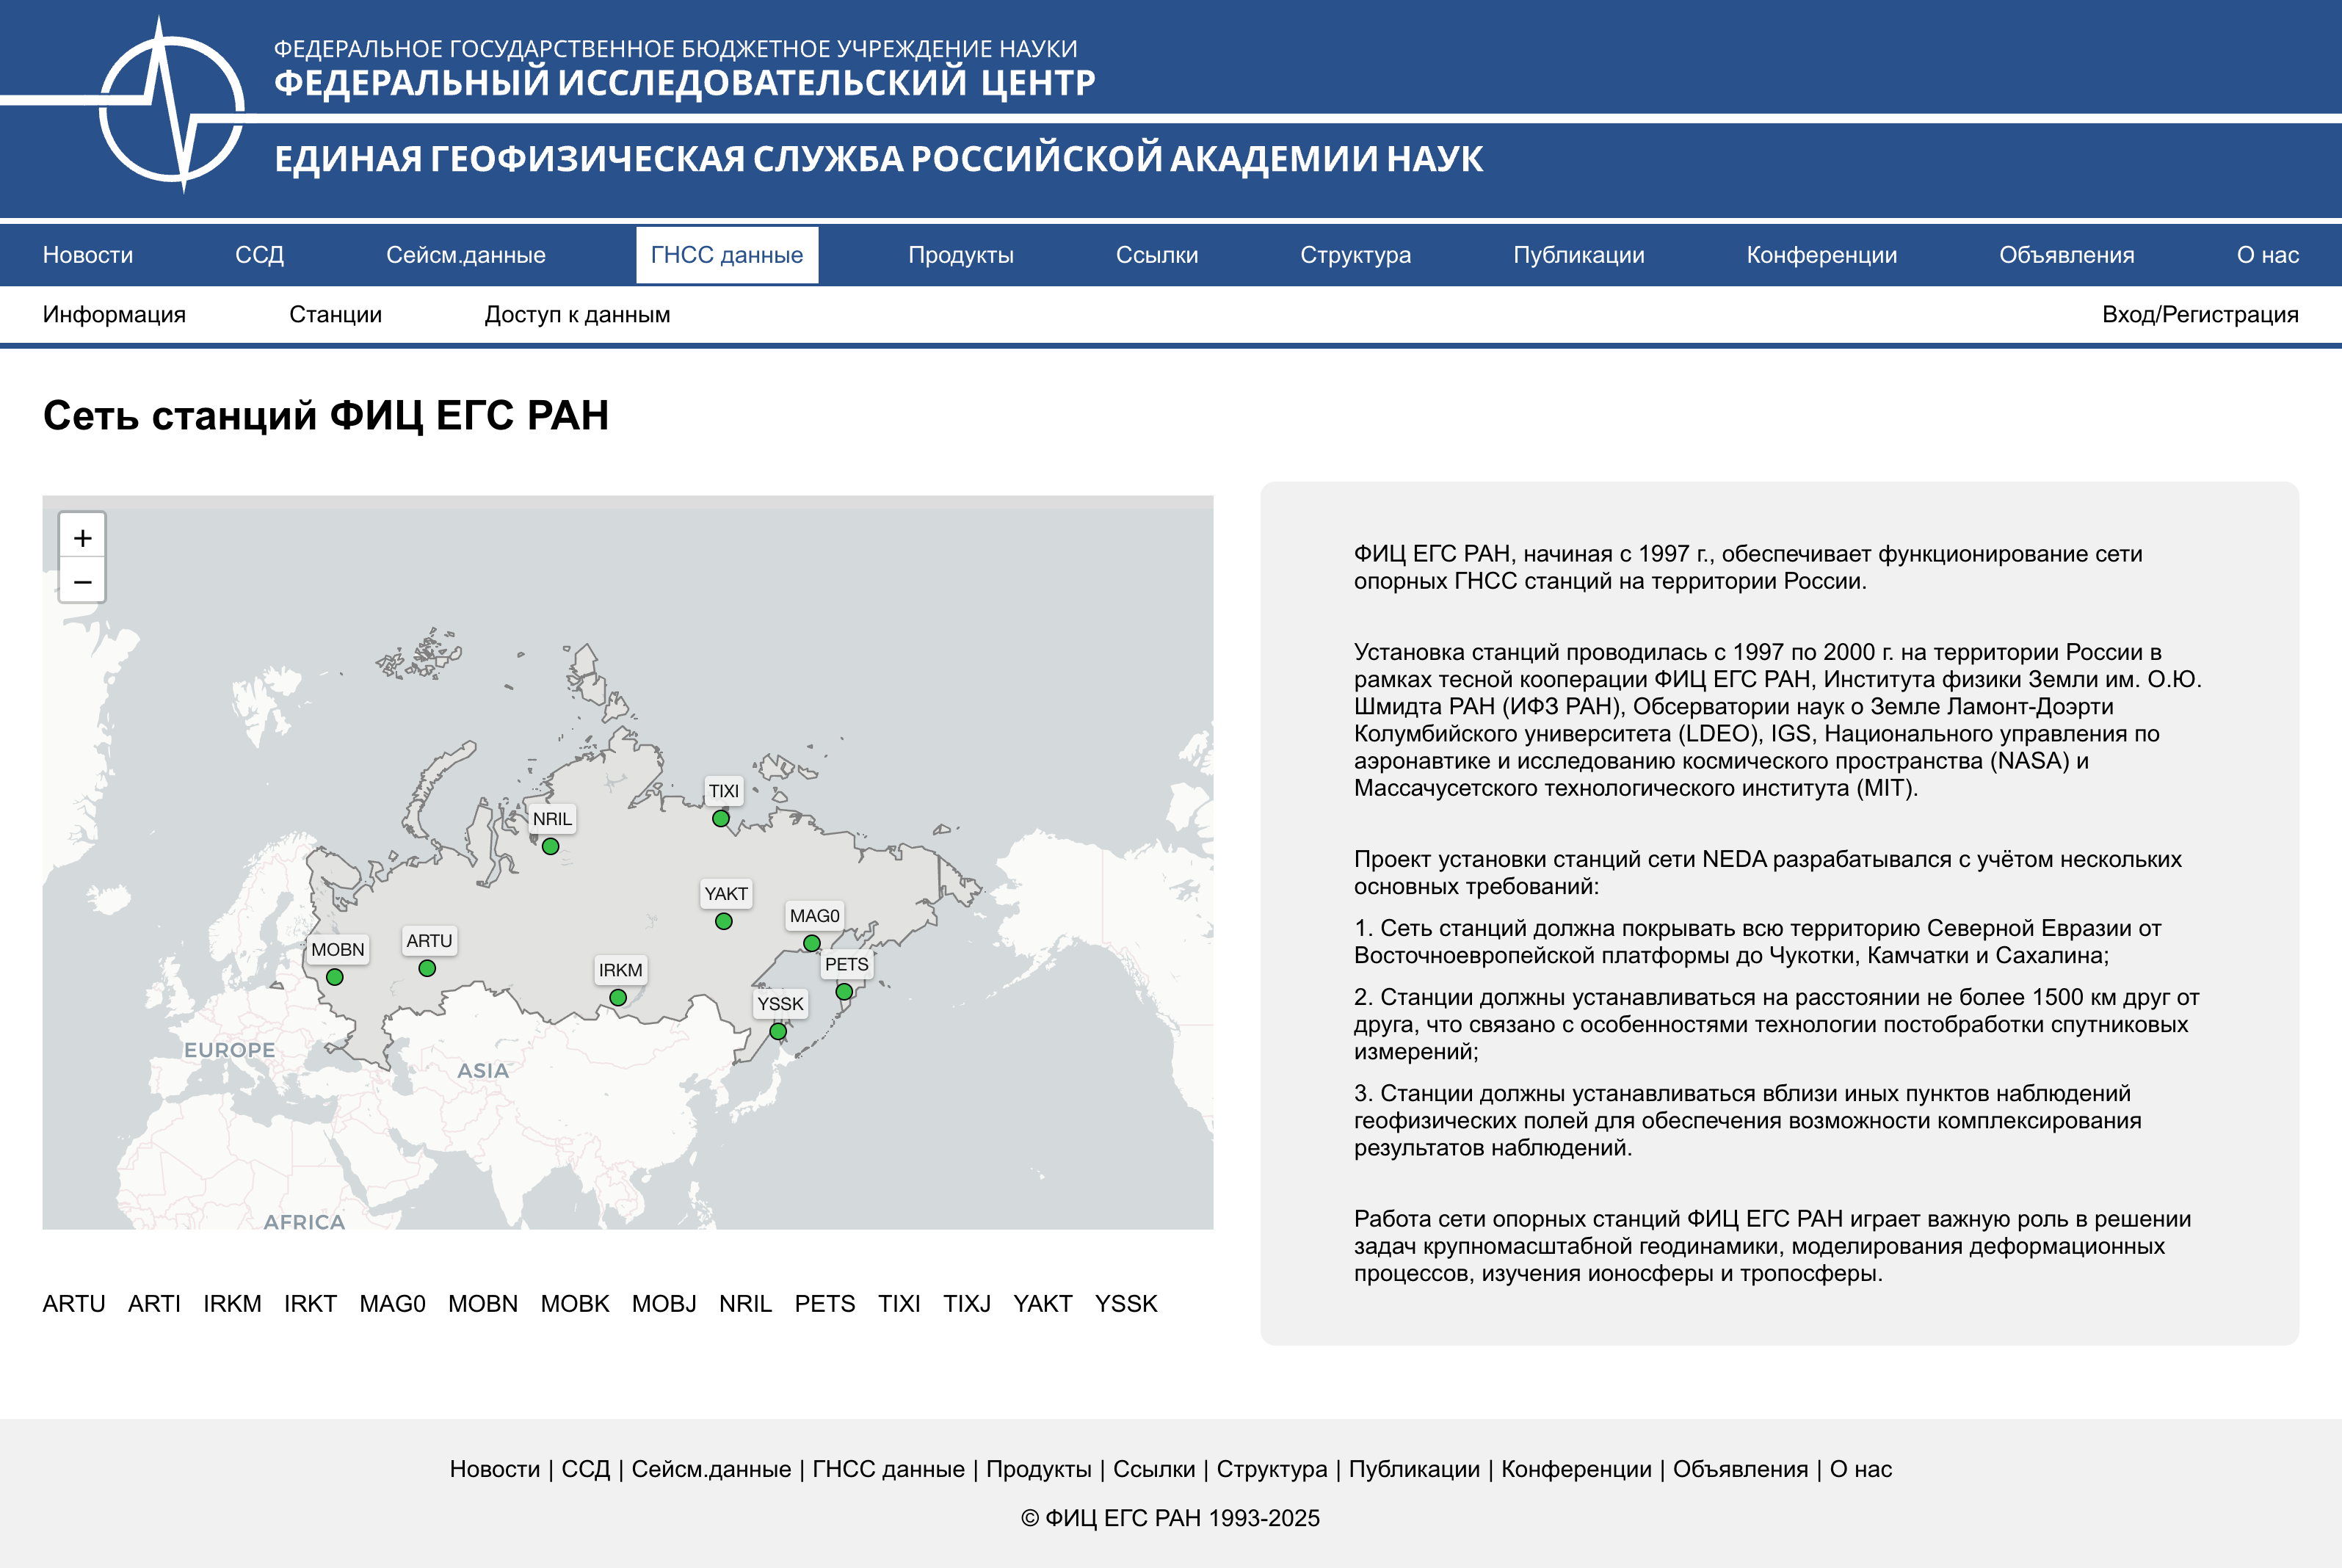 ФЕДЕРАЛЬНОЕ ГОСУДАРСТВЕННОЕ БЮДЖЕТНОЕ УЧРЕЖДЕНИЕ НАУКИ
ФЕДЕРАЛЬНЫЙ ИССЛЕДОВАТЕЛЬСКИЙ ЦЕНТР
ЕДИНАЯ ГЕОФИЗИЧЕСКАЯ СЛУЖБА РОССИЙСКОЙ АКАДЕМИИ НАУК
Новости ССД Сейсм.данные ГНСС данные Продукты Ссылки Структура Публикации Конференции Объявления О нас
Информация Станции Доступ к данным Вход/Регистрация
Сеть станций ФИЦ ЕГС РАН
+
−
TIXI
NRIL
YAKT
MAG0
ARTU
MOBN
PETS
IRKM
YSSK
EUROPE
ASIA
AFRICA
ARTU ARTI IRKM IRKT MAG0 MOBN MOBK MOBJ NRIL PETS TIXI TIXJ YAKT YSSK
ФИЦ ЕГС РАН, начиная с 1997 г., обеспечивает функционирование сети
опорных ГНСС станций на территории России.
Установка станций проводилась с 1997 по 2000 г. на территории России в
рамках тесной кооперации ФИЦ ЕГС РАН, Института физики Земли им. О.Ю.
Шмидта РАН (ИФЗ РАН), Обсерватории наук о Земле Ламонт-Доэрти
Колумбийского университета (LDEO), IGS, Национального управления по
аэронавтике и исследованию космического пространства (NASA) и
Массачусетского технологического института (MIT).
Проект установки станций сети NEDA разрабатывался с учётом нескольких
основных требований:
1. Сеть станций должна покрывать всю территорию Северной Евразии от
Восточноевропейской платформы до Чукотки, Камчатки и Сахалина;
2. Станции должны устанавливаться на расстоянии не более 1500 км друг от
друга, что связано с особенностями технологии постобработки спутниковых
измерений;
3. Станции должны устанавливаться вблизи иных пунктов наблюдений
геофизических полей для обеспечения возможности комплексирования
результатов наблюдений.
Работа сети опорных станций ФИЦ ЕГС РАН играет важную роль в решении
задач крупномасштабной геодинамики, моделирования деформационных
процессов, изучения ионосферы и тропосферы.
Новости | ССД | Сейсм.данные | ГНСС данные | Продукты | Ссылки | Структура | Публикации | Конференции | Объявления | О нас
© ФИЦ ЕГС РАН 1993-2025